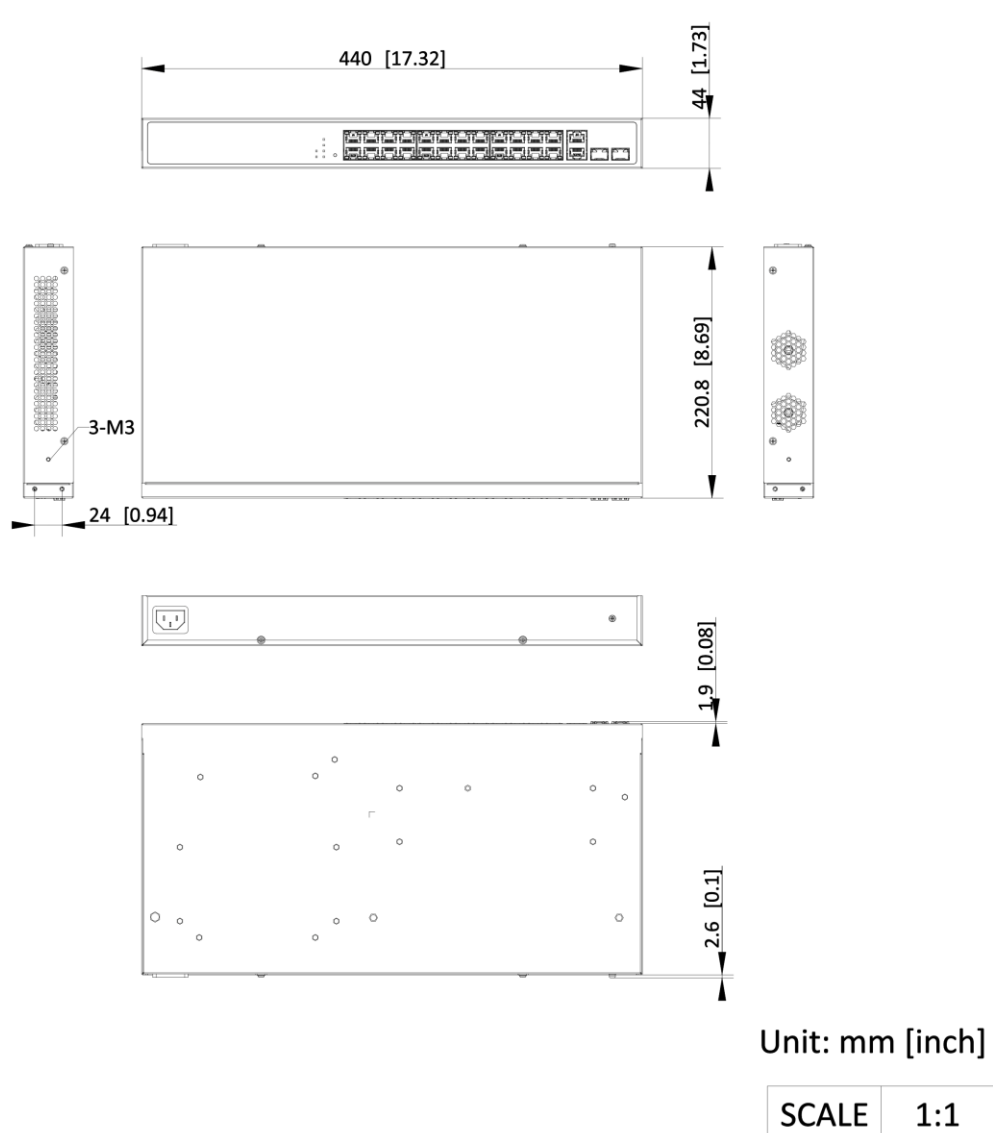 440 [17.32]
44 [1.73]
220.8 [8.69]
3-M3
24 [0.94]
1.9 [0.08]
2.6 [0.1]
Unit: mm [inch]
SCALE 1:1